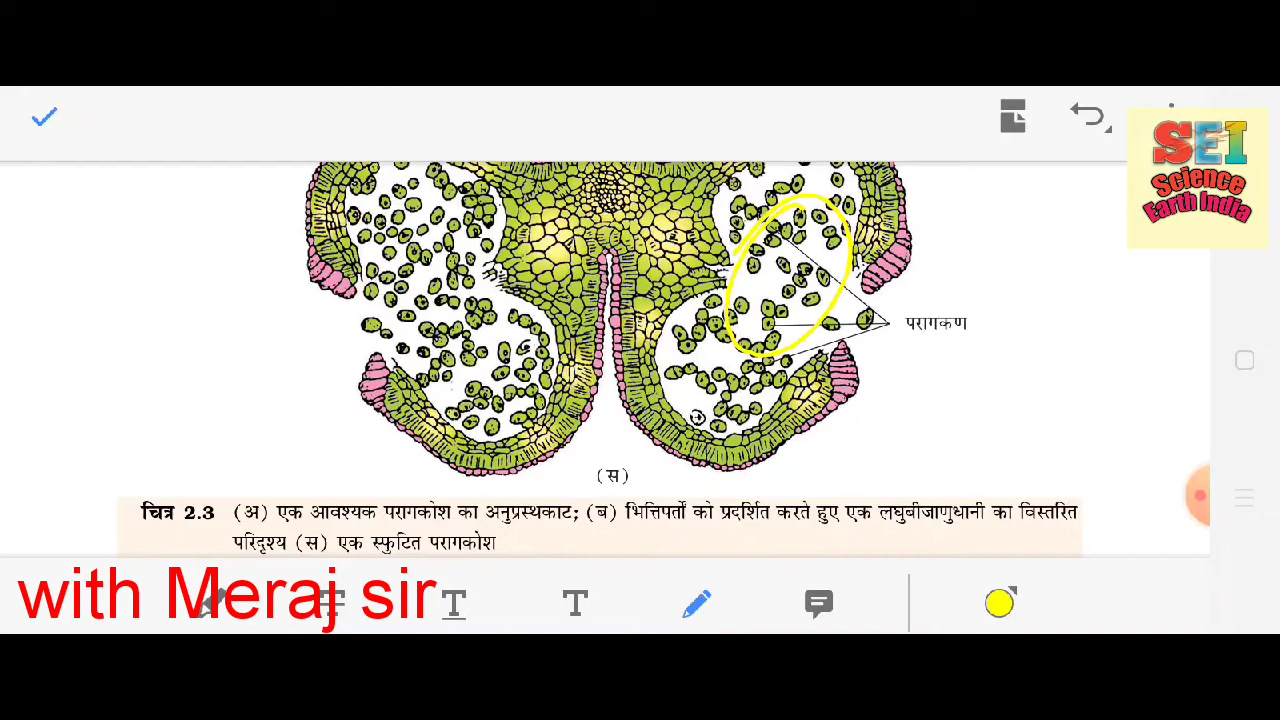 SEI
Science
Earth India
परागकण
(स)
चित्र 2.3 (अ) एक आवश्यक परागकोश का अनुप्रस्थकाट; (ब) भित्तिपर्तों को प्रदर्शित करते हुए एक लघुबीजाणुधानी का विस्तरित
परिदृश्य (स) एक स्फुटित परागकोश
with Meraj sir